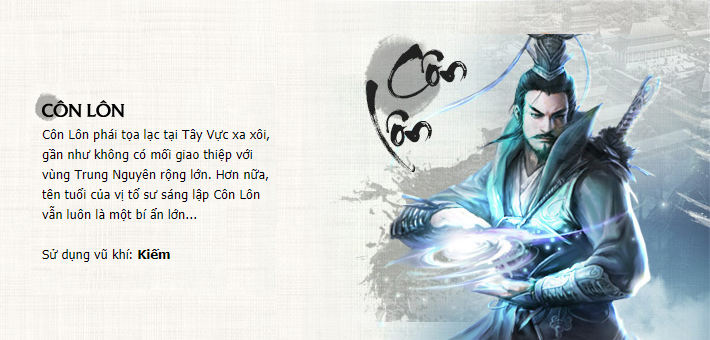 Côn
Lôn
CÔN LÔN
Côn Lôn phái tọa lạc tại Tây Vực xa xôi,
gần như không có mối giao thiệp với
vùng Trung Nguyên rộng lớn. Hơn nữa,
tên tuổi của vị tổ sư sáng lập Côn Lôn
vẫn luôn là một bí ẩn lớn...
Sử dụng vũ khí: Kiếm